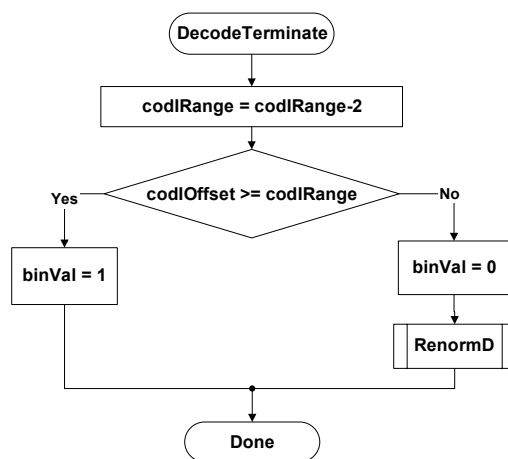 DecodeTerminate
codIRange = codIRange-2
codIOffset >= codIRange
Yes
No
binVal = 1
binVal = 0
RenormD
Done